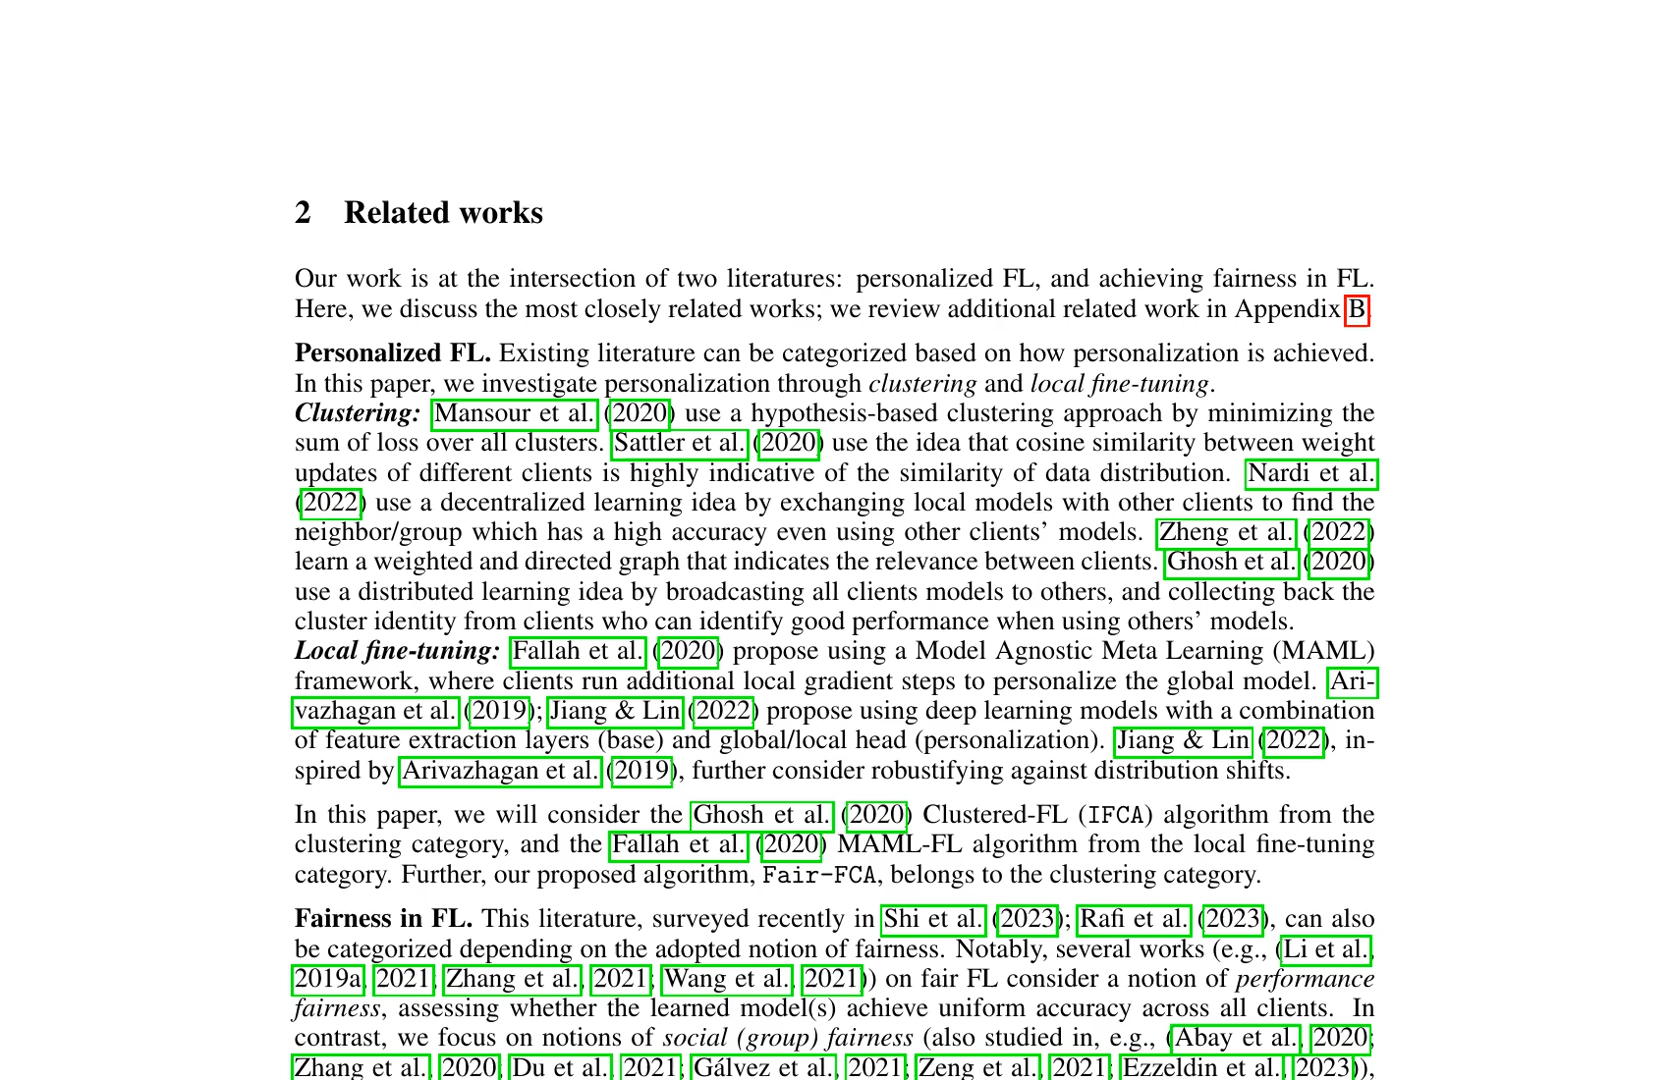 2 Related works
Our work is at the intersection of two literatures: personalized FL, and achieving fairness in FL.
Here, we discuss the most closely related works; we review additional related work in Appendix B.
Personalized FL. Existing literature can be categorized based on how personalization is achieved.
In this paper, we investigate personalization through clustering and local fine-tuning.
Clustering: Mansour et al. (2020) use a hypothesis-based clustering approach by minimizing the
sum of loss over all clusters. Sattler et al. (2020) use the idea that cosine similarity between weight
updates of different clients is highly indicative of the similarity of data distribution. Nardi et al.
(2022) use a decentralized learning idea by exchanging local models with other clients to find the
neighbor/group which has a high accuracy even using other clients' models. Zheng et al. (2022)
learn a weighted and directed graph that indicates the relevance between clients. Ghosh et al. (2020)
use a distributed learning idea by broadcasting all clients models to others, and collecting back the
cluster identity from clients who can identify good performance when using others' models.
Local fine-tuning: Fallah et al. (2020) propose using a Model Agnostic Meta Learning (MAML)
framework, where clients run additional local gradient steps to personalize the global model. Ari-
vazhagan et al. (2019); Jiang & Lin (2022) propose using deep learning models with a combination
of feature extraction layers (base) and global/local head (personalization). Jiang & Lin (2022), in-
spired by Arivazhagan et al. (2019), further consider robustifying against distribution shifts.
In this paper, we will consider the Ghosh et al. (2020) Clustered-FL (IFCA) algorithm from the
clustering category, and the Fallah et al. (2020) MAML-FL algorithm from the local fine-tuning
category. Further, our proposed algorithm, Fair-FCA, belongs to the clustering category.
Fairness in FL. This literature, surveyed recently in Shi et al. (2023); Rafi et al. (2023), can also
be categorized depending on the adopted notion of fairness. Notably, several works (e.g., (Li et al.,
2019a; 2021; Zhang et al., 2021; Wang et al., 2021)) on fair FL consider a notion of performance
fairness, assessing whether the learned model(s) achieve uniform accuracy across all clients. In
contrast, we focus on notions of social (group) fairness (also studied in, e.g., (Abay et al., 2020;
Zhang et al., 2020; Du et al., 2021; Gálvez et al., 2021; Zeng et al., 2021; Ezzeldin et al., 2023)),